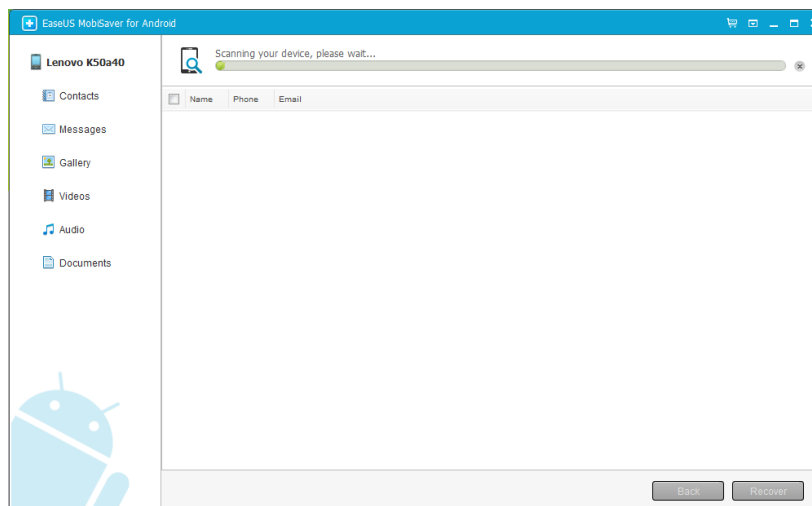 EaseUS MobiSaver for Android
Lenovo K50a40
Contacts
Messages
Gallery
Videos
Audio
Documents
Scanning your device, please wait...
Name Phone Email
Back Recover